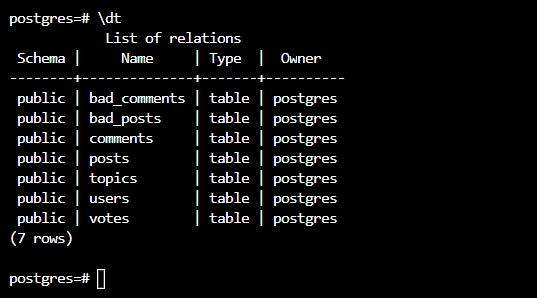 postgres=# \dt
             List of relations
 Schema |     Name     | Type  |  Owner
--------+--------------+-------+----------
 public | bad_comments | table | postgres
 public | bad_posts    | table | postgres
 public | comments     | table | postgres
 public | posts        | table | postgres
 public | topics       | table | postgres
 public | users        | table | postgres
 public | votes        | table | postgres
(7 rows)
postgres=#